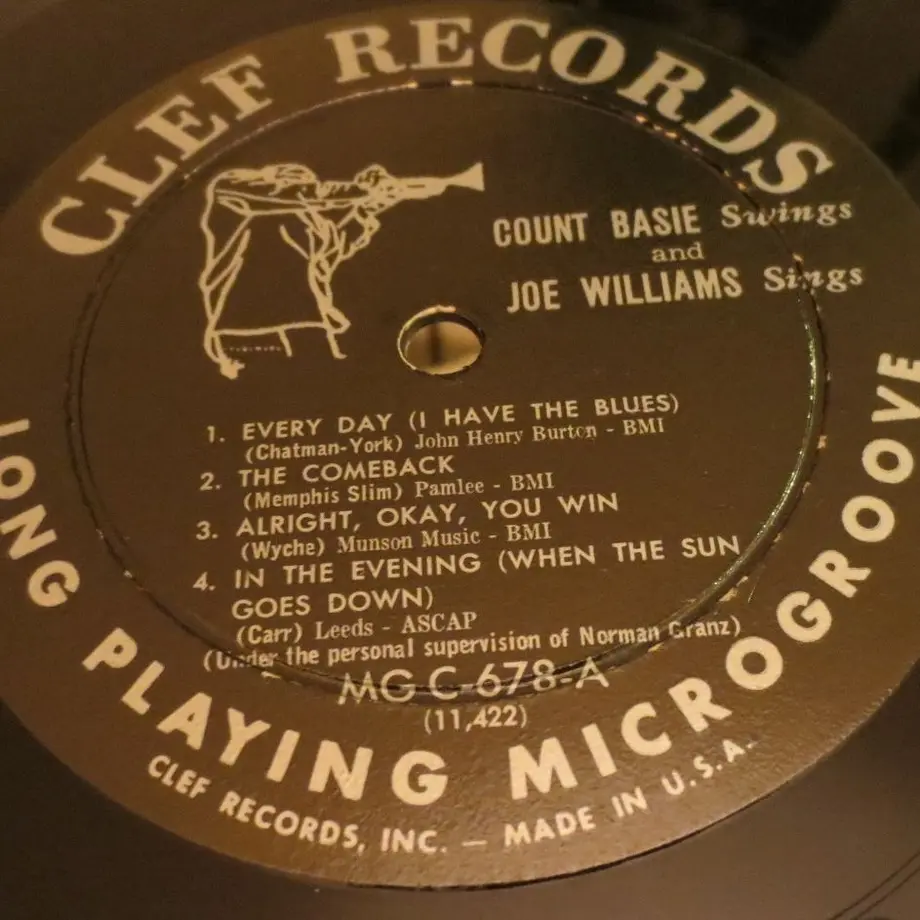 CLEF RECORDS
COUNT BASIE Swings
and
JOE WILLIAMS Sings
1. EVERY DAY (I HAVE THE BLUES)
(Chatman-York) John Henry Burton - BMI
2. THE COMEBACK
(Memphis Slim) Pamlee - BMI
3. ALRIGHT, OKAY, YOU WIN
(Wyche) Munson Music - BMI
4. IN THE EVENING (WHEN THE SUN
GOES DOWN)
(Carr) Leeds - ASCAP
(Under the personal supervision of Norman Granz)
MG C-678-A
(11,422)
LONG PLAYING MICROGROOVE
CLEF RECORDS, INC. — MADE IN U.S.A.